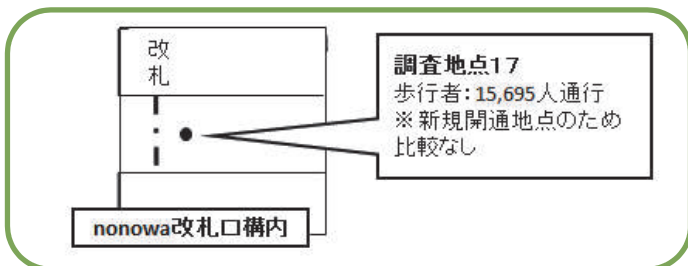 改札
調査地点17
歩行者：15,695人通行
※新規開通地点のため
比較なし
nonowa改札口構内